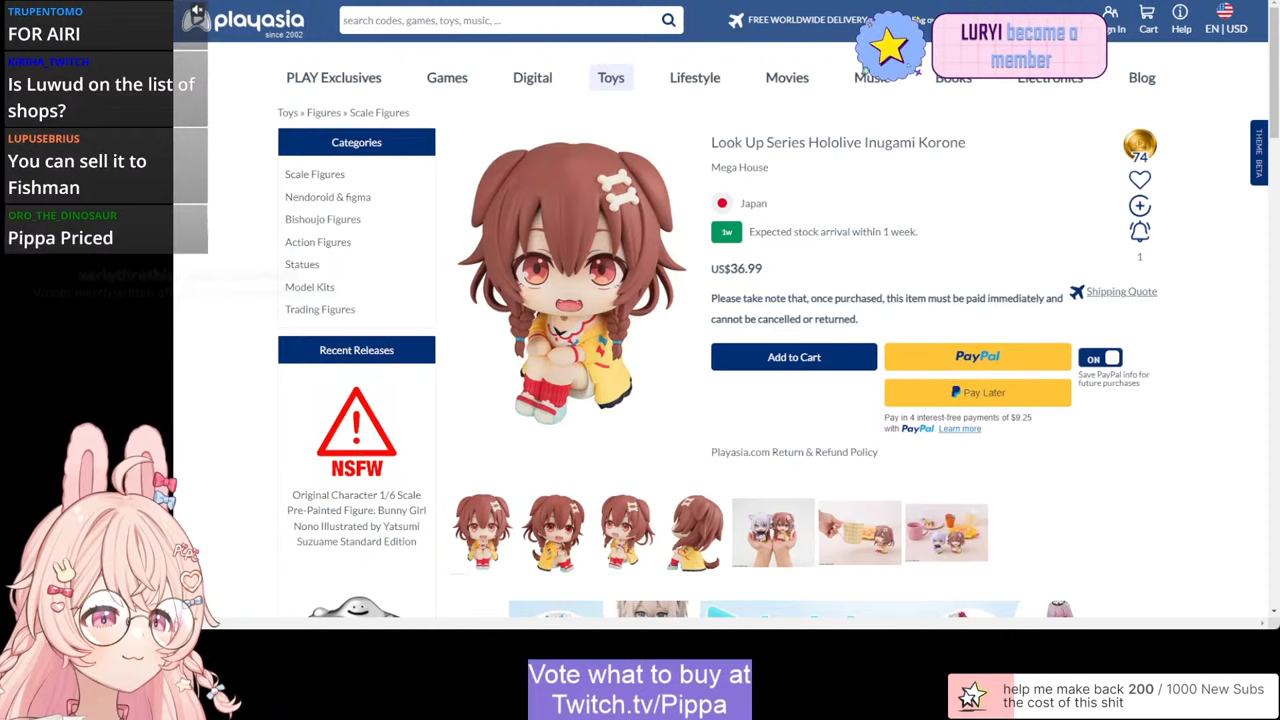 TRUPENTOMO
FOR AIRI
KIRIHA_TWITCH
Is Luwud on the list of
shops?
LUPUSEBRIUS
You can sell it to
Fishman
ORO_THE_DINOSAUR
Pippa Priced
playasia
since 2002
search codes, games, toys, music, ...
FREE WORLDWIDE DELIVERY
In
Cart
Help
EN | USD
LURYI become a
member
PLAY Exclusives
Games
Digital
Toys
Lifestyle
Movies
Music
Books
Electronics
Blog
Toys » Figures » Scale Figures
THEME BETA
Categories
Scale Figures
Nendoroid & figma
Bishoujo Figures
Action Figures
Statues
Model Kits
Trading Figures
Recent Releases
NSFW
Original Character 1/6 Scale
Pre-Painted Figure: Bunny Girl
Nono Illustrated by Yatsumi
Suzuame Standard Edition
Look Up Series Hololive Inugami Korone
Mega House
Japan
1w
Expected stock arrival within 1 week.
US$36.99
Please take note that, once purchased, this item must be paid immediately and
cannot be cancelled or returned.
74
1
Shipping Quote
Add to Cart
PayPal
ON
Save PayPal info for
future purchases
Pay Later
Pay in 4 interest-free payments of $9.25
with PayPal. Learn more
Playasia.com Return & Refund Policy
Vote what to buy at
Twitch.tv/Pippa
help me make back 200 / 1000 New Subs
the cost of this shit